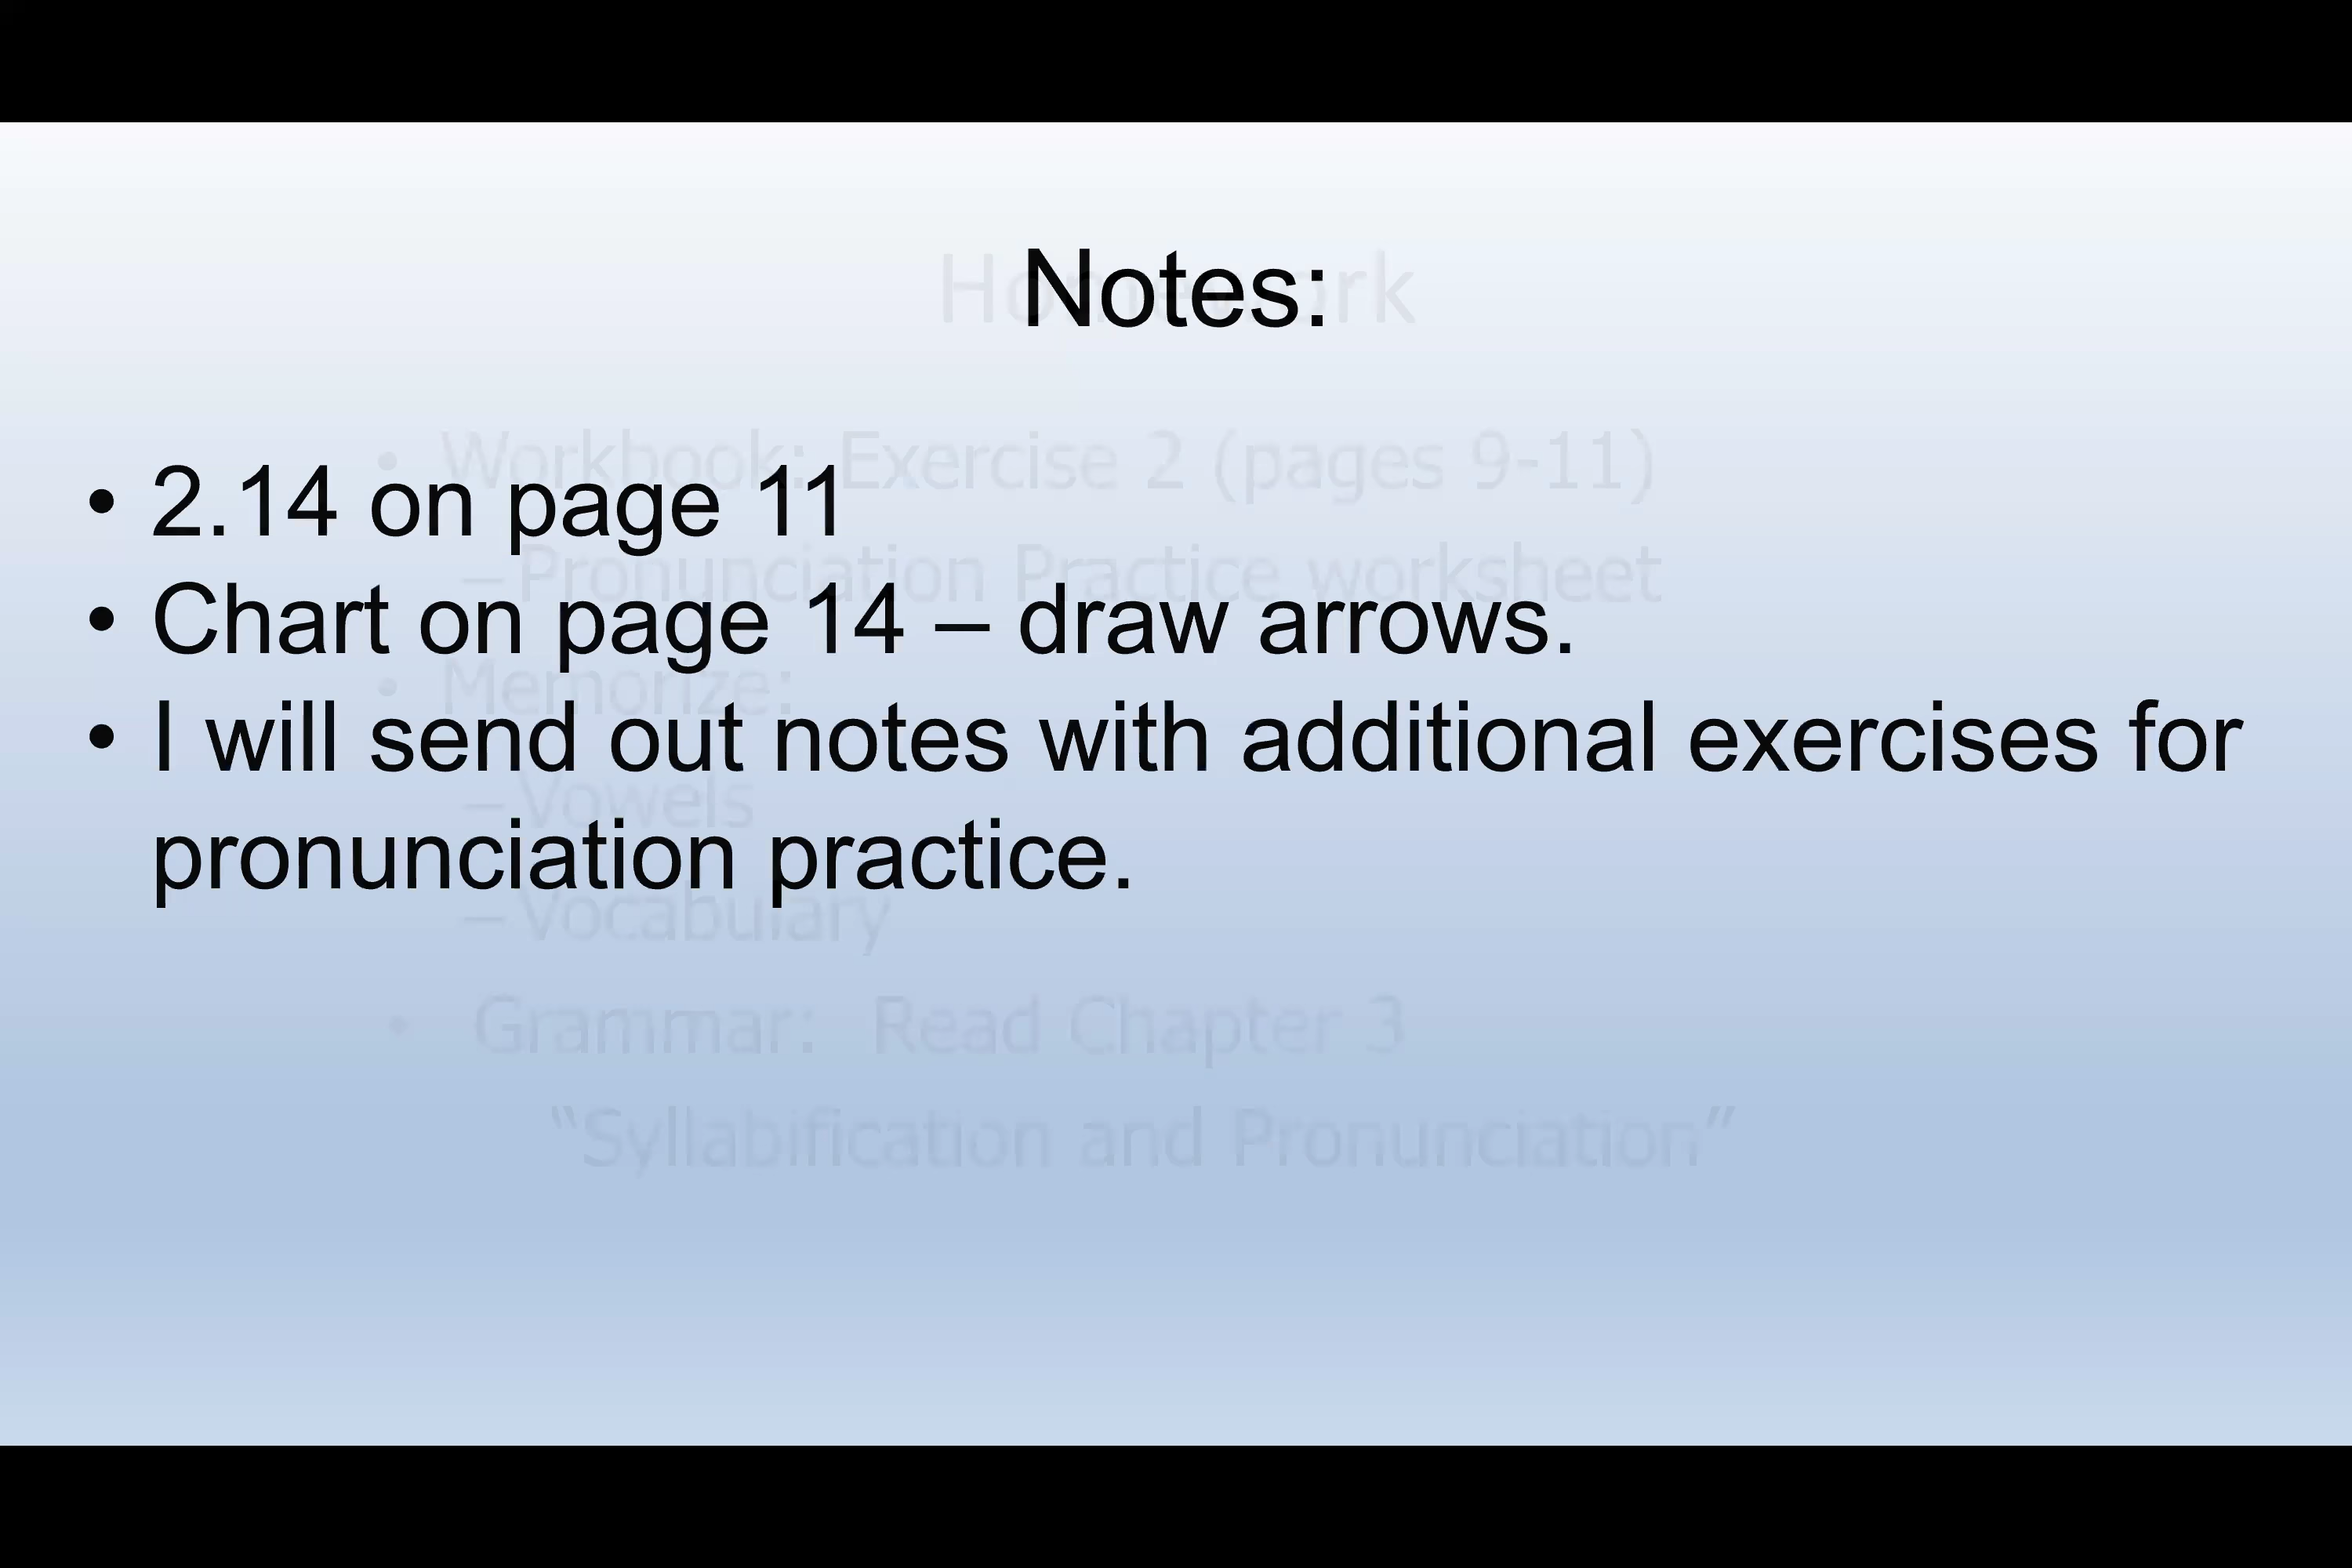 Notes:
• 2.14 on page 11
• Chart on page 14 – draw arrows.
• I will send out notes with additional exercises for
pronunciation practice.
Homework
• Workbook: Exercise 2 (pages 9-11)
– Pronunciation Practice worksheet
• Memorize:
– Vowels
– Vocabulary
• Grammar: Read Chapter 3
“Syllabification and Pronunciation”